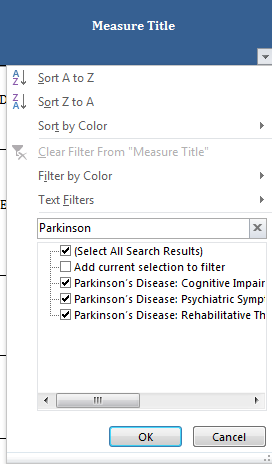 Measure Title
Sort A to Z
Sort Z to A
Sort by Color
Clear Filter From "Measure Title"
Filter by Color
Text Filters
Parkinson
(Select All Search Results)
Add current selection to filter
Parkinson's Disease: Cognitive Impair
Parkinson's Disease: Psychiatric Symp
Parkinson's Disease: Rehabilitative Th
OK
Cancel